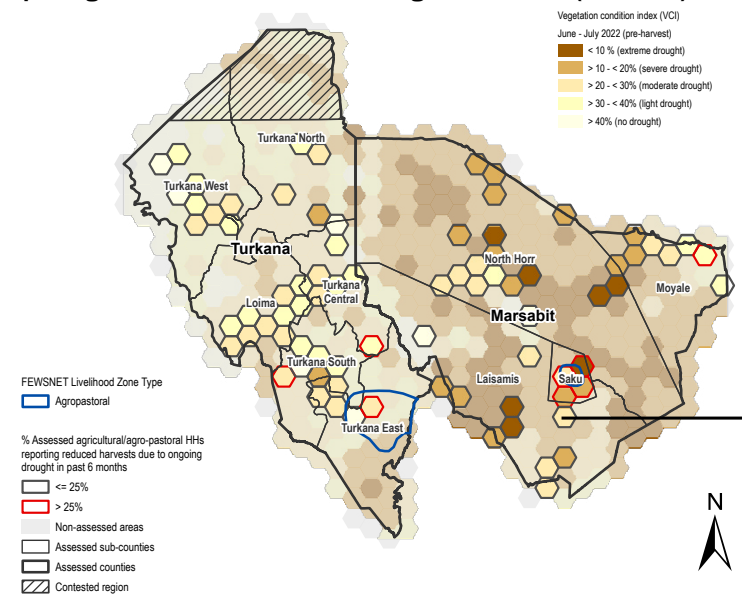 Vegetation condition index (VCI)
June - July 2022 (pre-harvest)
< 10 % (extreme drought)
> 10 - < 20% (severe drought)
> 20 - < 30% (moderate drought)
> 30 - < 40% (light drought)
> 40% (no drought)
Turkana North
Turkana West
Turkana
North Horr
Turkana
Central
Moyale
Loima
Marsabit
Turkana South
Laisamis
Saku
Turkana East
FEWSNET Livelihood Zone Type
Agropastoral
% Assessed agricultural/agro-pastoral HHs
reporting reduced harvests due to ongoing
drought in past 6 months
<= 25%
> 25%
Non-assessed areas
Assessed sub-counties
Assessed counties
Contested region
N